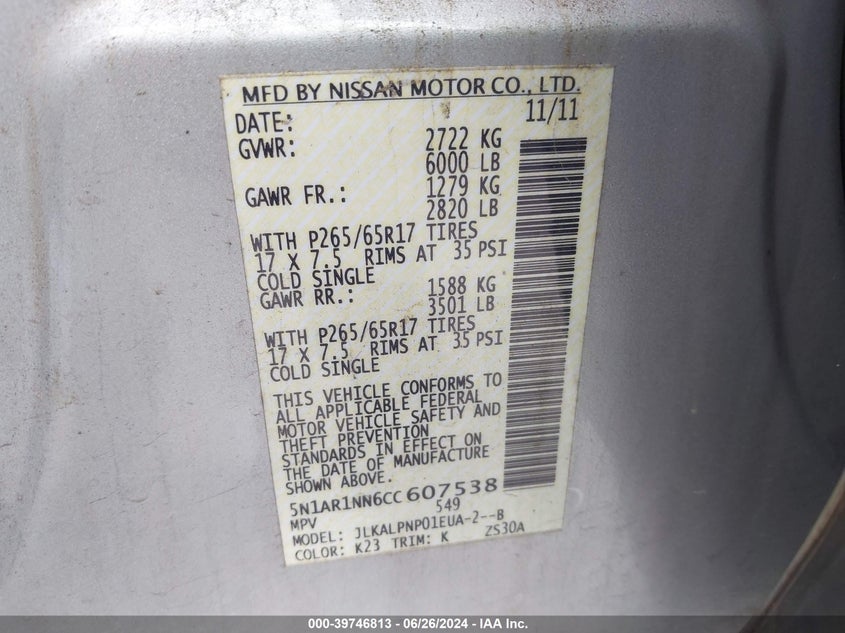 MFD BY NISSAN MOTOR CO., LTD.
DATE: 11/11
GVWR: 2722 KG
6000 LB
GAWR FR.: 1279 KG
2820 LB
WITH P265/65R17 TIRES
17 X 7.5 RIMS AT 35 PSI
COLD SINGLE
GAWR RR.: 1588 KG
3501 LB
WITH P265/65R17 TIRES
17 X 7.5 RIMS AT 35 PSI
COLD SINGLE
THIS VEHICLE CONFORMS TO
ALL APPLICABLE FEDERAL
MOTOR VEHICLE SAFETY AND
THEFT PREVENTION
STANDARDS IN EFFECT ON
THE DATE OF MANUFACTURE
SHOWN ABOVE.
5N1AR1NN6CC607538
MPV 549
MODEL: JLKALPNP01EUA-2--B
COLOR: K23 TRIM: K ZS30A
000-39746813 - 06/26/2024 - IAA Inc.